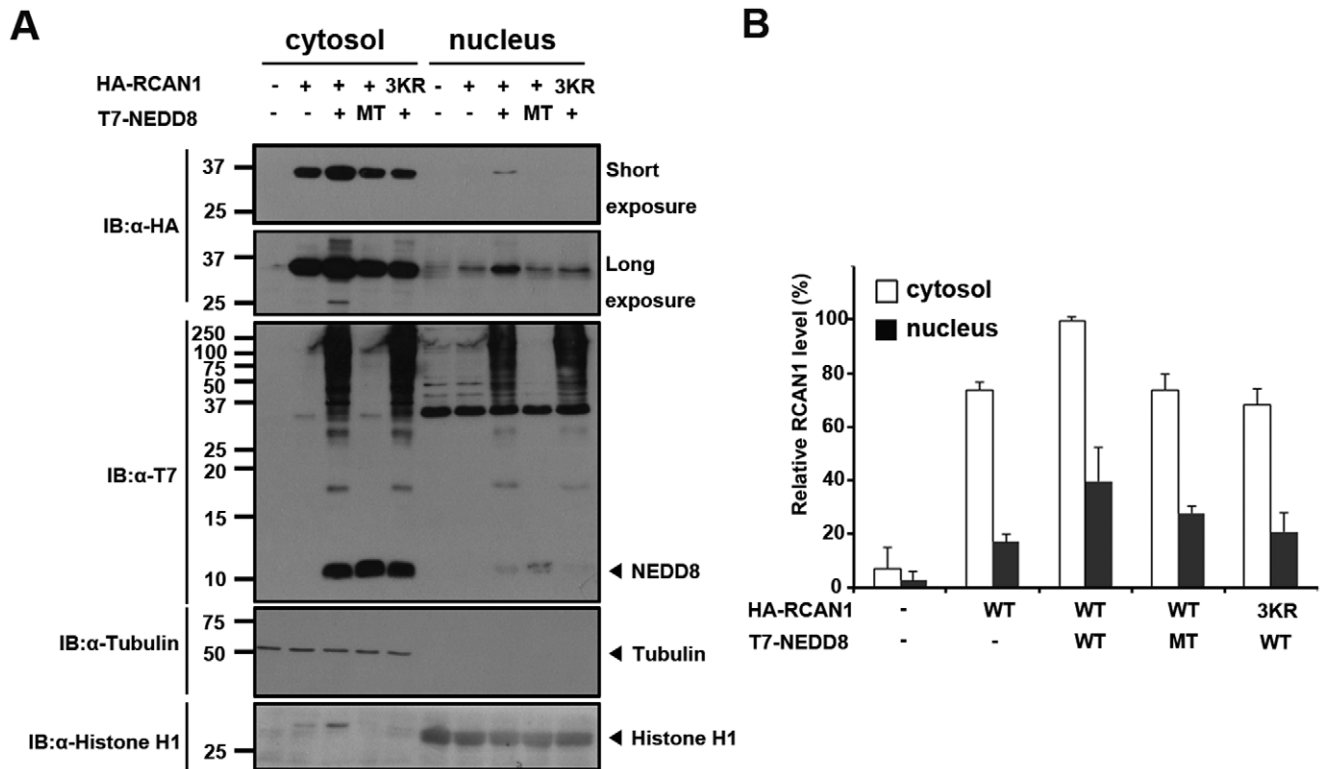 A
cytosol nucleus
HA-RCAN1 - + + + 3KR - + + + 3KR
T7-NEDD8 - - + MT + - - + MT +
IB:α-HA
37
25
Short
exposure
37
25
Long
exposure
IB:α-T7
250
100
75
50
37
25
20
15
10
NEDD8
IB:α-Tubulin
75
50
Tubulin
IB:α-Histone H1
25
Histone H1
B
Relative RCAN1 level (%)
cytosol
nucleus
100
80
60
40
20
0
HA-RCAN1 - WT WT WT 3KR
T7-NEDD8 - - WT MT WT